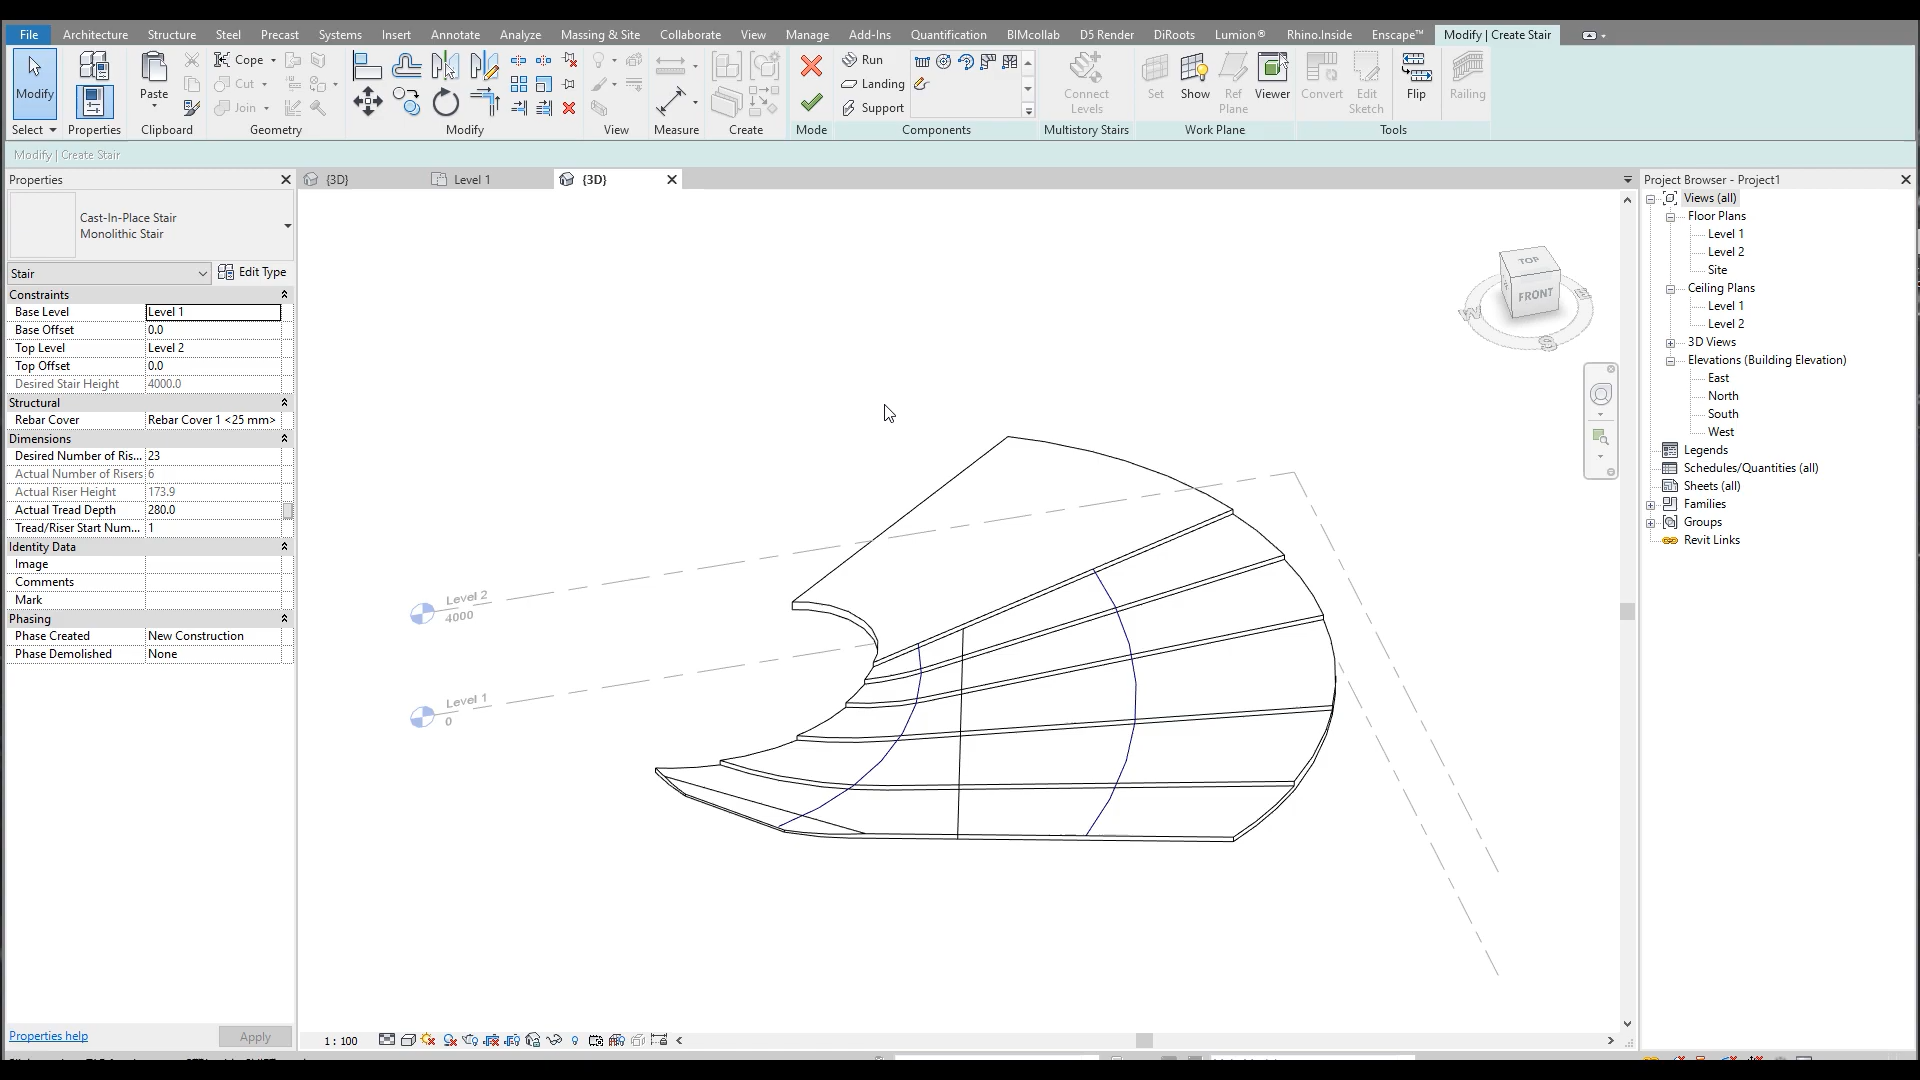 File Architecture Structure Steel Precast Systems Insert Annotate Analyze Massing & Site Collaborate View Manage Add-Ins Quantification BIMcollab D5 Render DiRoots Lumion® Rhino.Inside Enscape™ Modify | Create Stair
Modify Paste Cope Cut Join Run Landing Support Connect Levels Set Show Ref Plane Viewer Convert Edit Sketch Flip Railing
Select Properties Clipboard Geometry Modify View Measure Create Mode Components Multistory Stairs Work Plane Tools
Modify | Create Stair
Properties
{3D} Level 1 {3D}
Project Browser - Project1
Cast-In-Place Stair
Monolithic Stair
Stair Edit Type
Constraints
Base Level Level 1
Base Offset 0.0
Top Level Level 2
Top Offset 0.0
Desired Stair Height 4000.0
Structural
Rebar Cover Rebar Cover 1 <25 mm>
Dimensions
Desired Number of Ris... 23
Actual Number of Risers 6
Actual Riser Height 173.9
Actual Tread Depth 280.0
Tread/Riser Start Num... 1
Identity Data
Image
Comments
Mark
Phasing
Phase Created New Construction
Phase Demolished None
Properties help Apply
Level 2
4000
Level 1
0
TOP
FRONT
W
S
E
1 : 100
Views (all)
Floor Plans
Level 1
Level 2
Site
Ceiling Plans
Level 1
Level 2
3D Views
Elevations (Building Elevation)
East
North
South
West
Legends
Schedules/Quantities (all)
Sheets (all)
Families
Groups
Revit Links